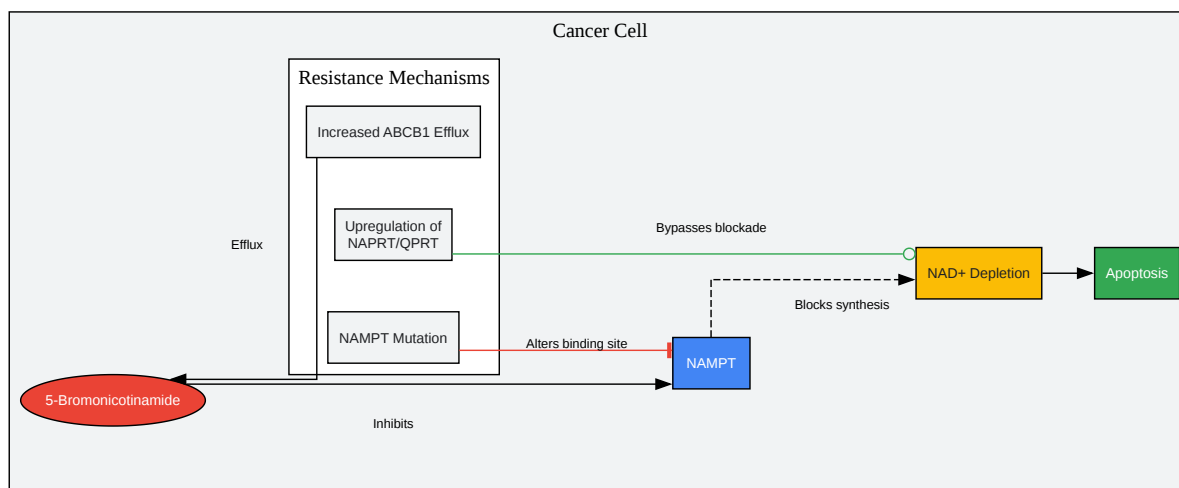 Cancer Cell
Resistance Mechanisms
Increased ABCB1 Efflux
Upregulation of
NAPRT/QPRT
Bypasses blockade
Efflux
NAD+ Depletion
Apoptosis
Blocks synthesis
NAMPT Mutation
Alters binding site
NAMPT
5-Bromonicotinamide
Inhibits